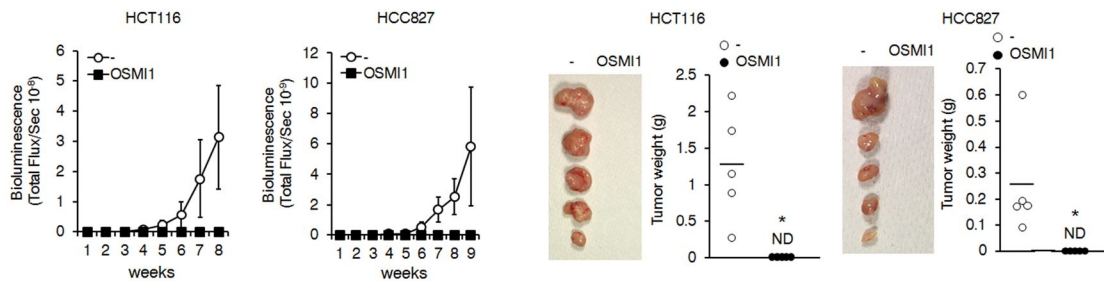 HCT116
Bioluminescence
(Total Flux/Sec 10-8)
6
5
4
3
2
1
0
-
OSMI1
1 2 3 4 5 6 7 8
weeks
HCC827
Bioluminescence
(Total Flux/Sec 10-9)
12
10
8
6
4
2
0
-
OSMI1
1 2 3 4 5 6 7 8 9
weeks
HCT116
- OSMI1
-
OSMI1
Tumor weight (g)
2.5
2
1.5
1
0.5
0
*
ND
HCC827
- OSMI1
-
OSMI1
Tumor weight (g)
0.7
0.6
0.5
0.4
0.3
0.2
0.1
0
*
ND